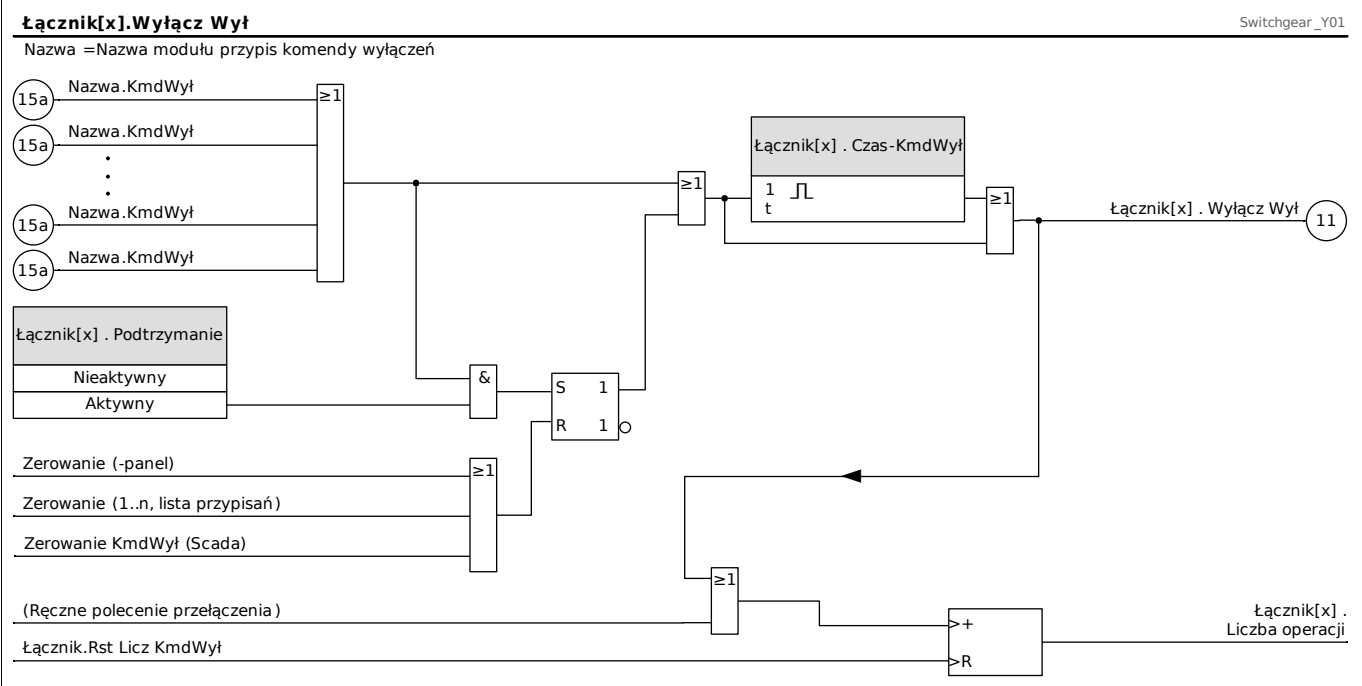 Łącznik[x].Wyłącz Wył
Switchgear_Y01
Nazwa =Nazwa modułu przypis komendy wyłączeń
15a
Nazwa.KmdWył
≥1
15a
Nazwa.KmdWył
15a
Nazwa.KmdWył
15a
Nazwa.KmdWył
Łącznik[x] . Czas-KmdWył
1
t
≥1
≥1
Łącznik[x] . Wyłącz Wył
11
Łącznik[x] . Podtrzymanie
Nieaktywny
Aktywny
&
S 1
R 1
Zerowanie (-panel)
≥1
Zerowanie (1..n, lista przypisań)
Zerowanie KmdWył (Scada)
≥1
(Ręczne polecenie przełączenia)
>+
Łącznik[x] .
Liczba operacji
Łącznik.Rst Licz KmdWył
>R